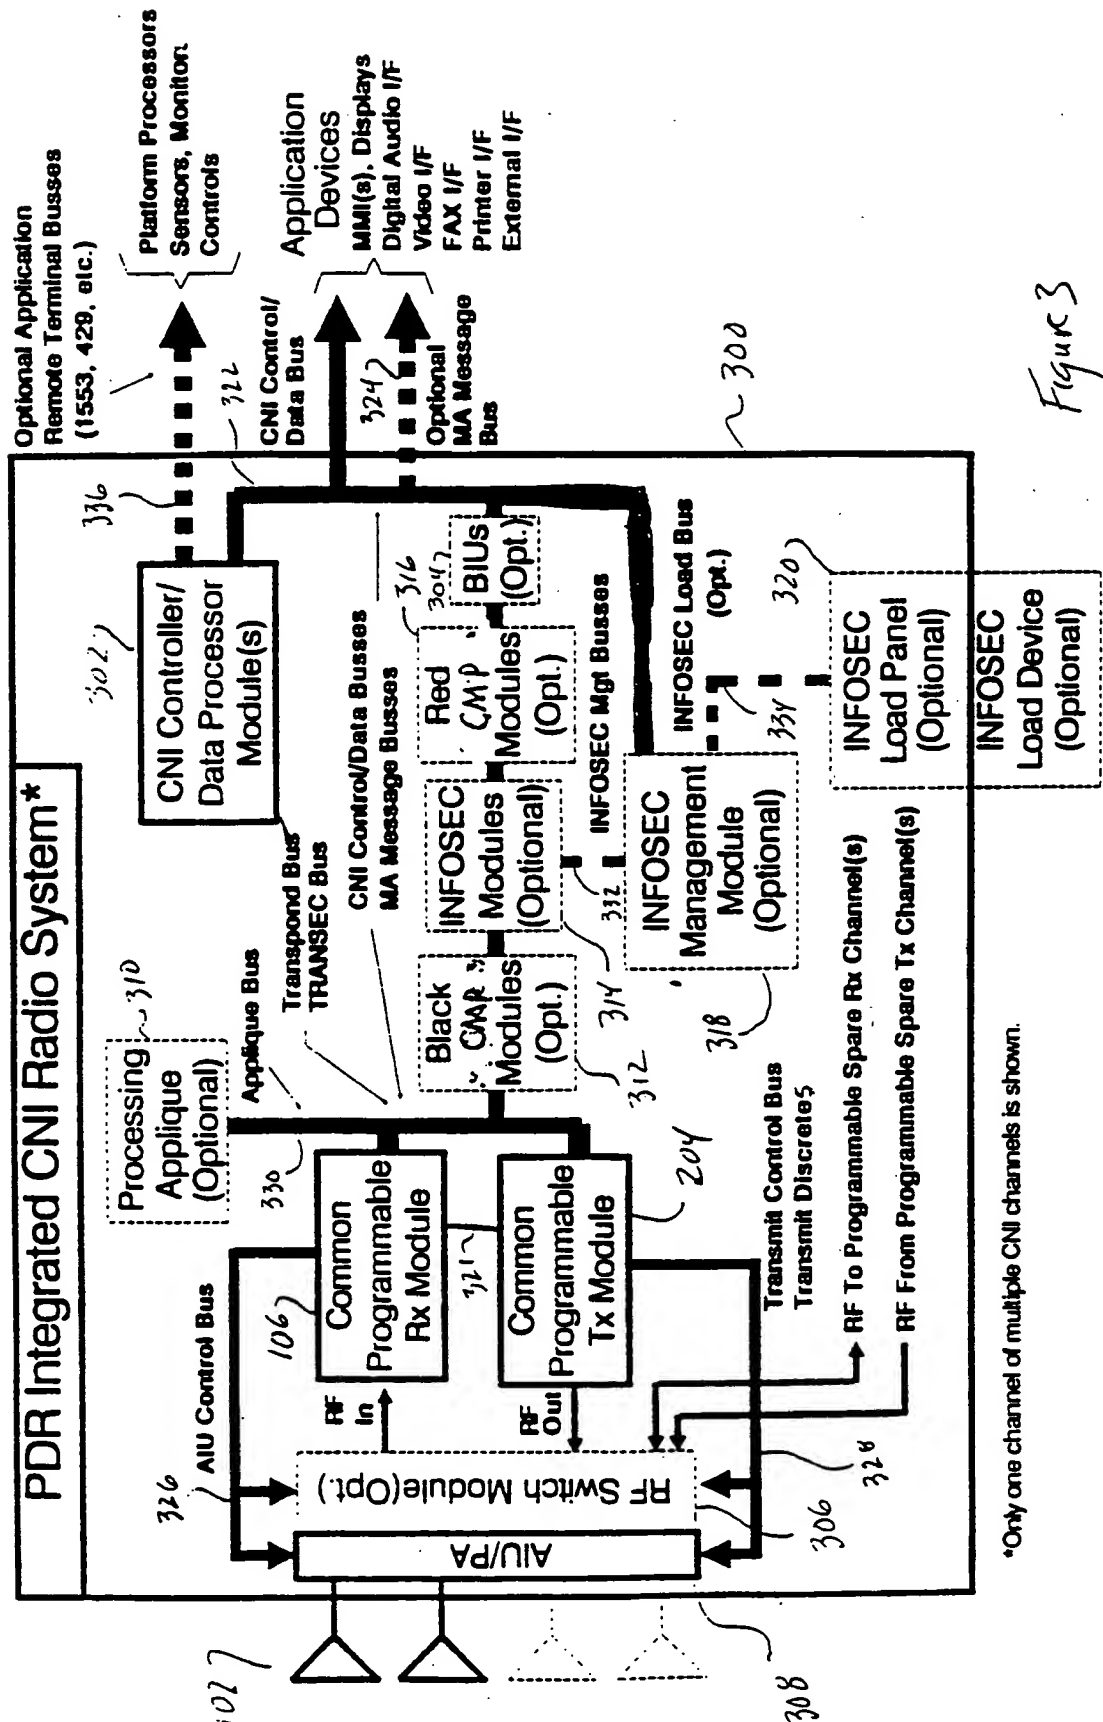 PDR Integrated CNI Radio System*
Optional Application
Remote Terminal Busses
(1553, 429, etc.)
Platform Processors
Sensors, Moniton
Controls
336
322
302
CNI Controller/
Data Processor
Module(s)
Processing
Applique
(Optional)
310
Applique Bus
330
Transpond Bus
TRANSEC Bus
CNI Control/Data Busses
MA Message Busses
CNI Control/
Data Bus
324
Optional
MA Message
Bus
Application
Devices
MMI(s), Displays
Digital Audio I/F
Video I/F
FAX I/F
Printer I/F
External I/F
326
AIU Control Bus
106
Common
Programmable
Rx Module
RF
In
321
Common
Programmable
Tx Module
204
RF
Out
RF Switch Module(Opt.)
AIU/PA
306
308
328
Black
CMP
Modules
(Opt.)
312
INFOSEC
Modules
(Optional)
314
Red
CMP
Modules
(Opt.)
316
304
BIUs
(Opt.)
INFOSEC Mgt Busses
332
INFOSEC
Management
Module
(Optional)
318
INFOSEC Load Bus
(Opt.)
334
320
INFOSEC
Load Panel
(Optional)
INFOSEC
Load Device
(Optional)
Transmit Control Bus
Transmit Discretes
RF To Programmable Spare Rx Channel(s)
RF From Programmable Spare Tx Channel(s)
300
*Only one channel of multiple CNI channels is shown.
Figure 3